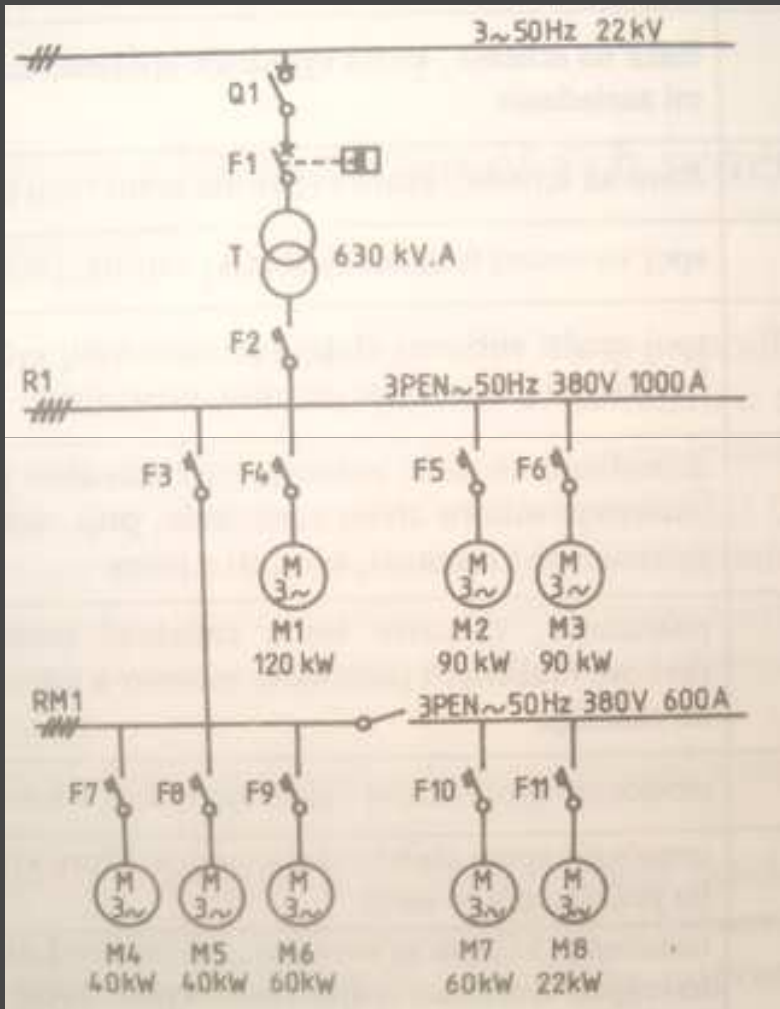 3~50Hz 22kV
Q1
F1
T 630 kV.A
F2
R1 3PEN~50Hz 380V 1000A
F3 F4 F5 F6
M 3~ M 3~ M 3~
M1 M2 M3
120 kW 90 kW 90 kW
RM1 3PEN~50Hz 380V 600A
F7 F8 F9 F10 F11
M 3~ M 3~ M 3~ M 3~ M 3~
M4 M5 M6 M7 M8
40kW 40kW 60kW 60kW 22kW